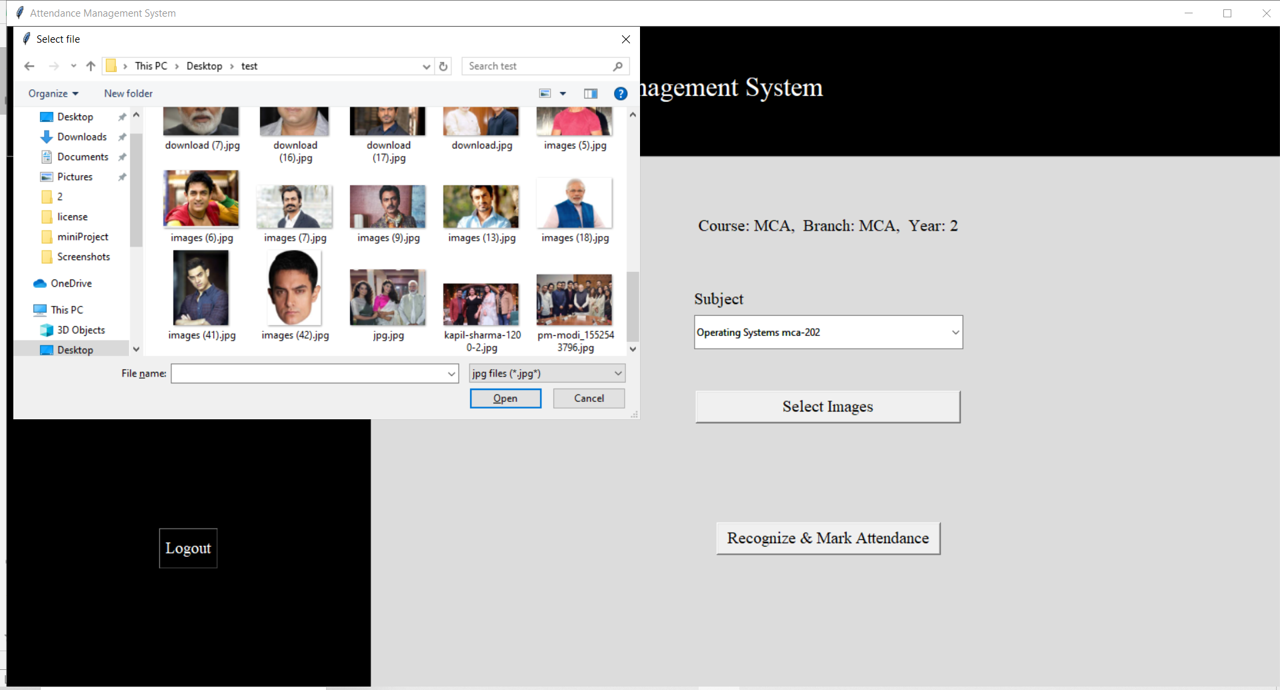 Attendance Management System
Select file
This PC > Desktop > test
Search test
Organize
New folder
Desktop
Downloads
Documents
Pictures
2
license
miniProject
Screenshots
OneDrive
This PC
3D Objects
Desktop
download (7).jpg
download (16).jpg
download (17).jpg
download.jpg
images (5).jpg
images (6).jpg
images (7).jpg
images (9).jpg
images (13).jpg
images (18).jpg
images (41).jpg
images (42).jpg
jpg.jpg
kapil-sharma-120
0-2.jpg
pm-modi_155254
3796.jpg
File name:
jpg files (*.jpg*)
Open
Cancel
nagement System
Course: MCA, Branch: MCA, Year: 2
Subject
Operating Systems mca-202
Select Images
Recognize & Mark Attendance
Logout